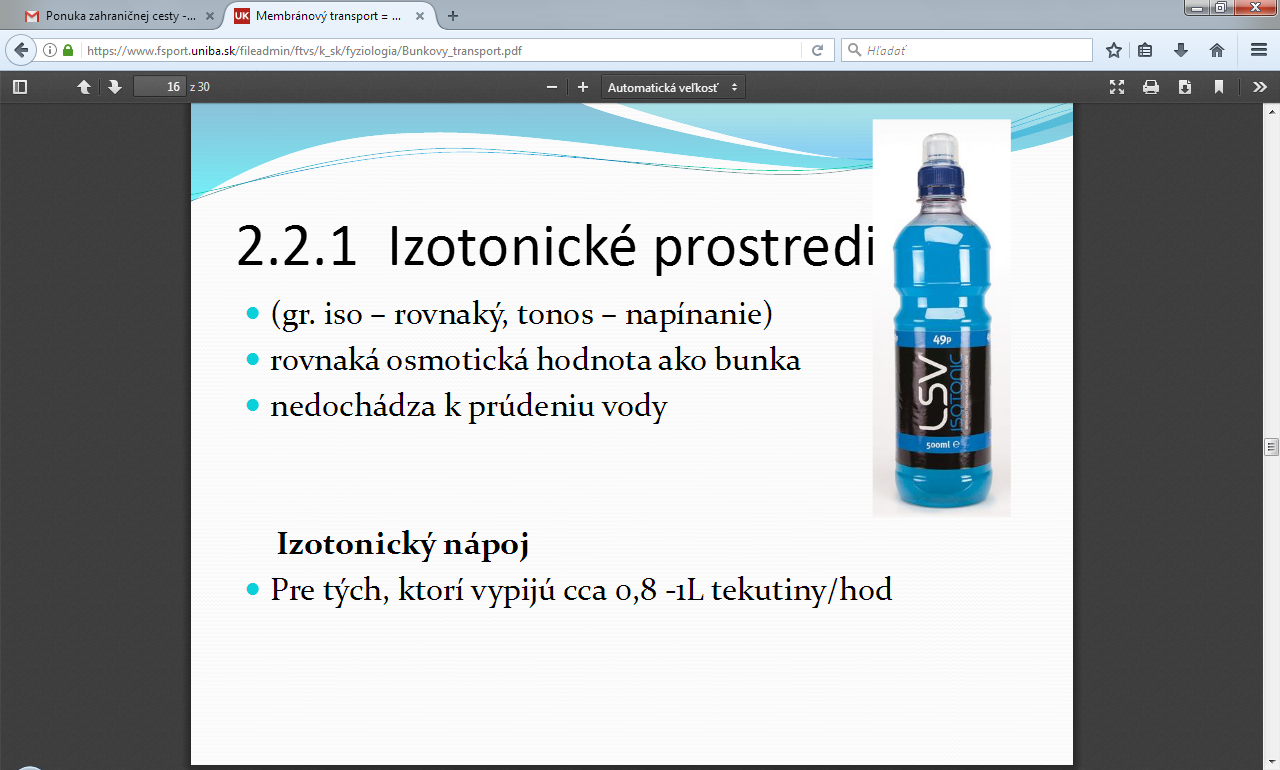 Ponuka zahraničnej cesty -...
UK Membránový transport = ...
https://www.fsport.uniba.sk/fileadmin/ftvs/k_sk/fyziologia/Bunkovy_transport.pdf
Hľadať
16 z 30
Automatická veľkosť
2.2.1 Izotonické prostredi
(gr. iso – rovnaký, tonos – napínanie)
rovnaká osmotická hodnota ako bunka
nedochádza k prúdeniu vody
49p
LSV
ISOTONIC
500ml e
Izotonický nápoj
Pre tých, ktorí vypijú cca 0,8 -1L tekutiny/hod